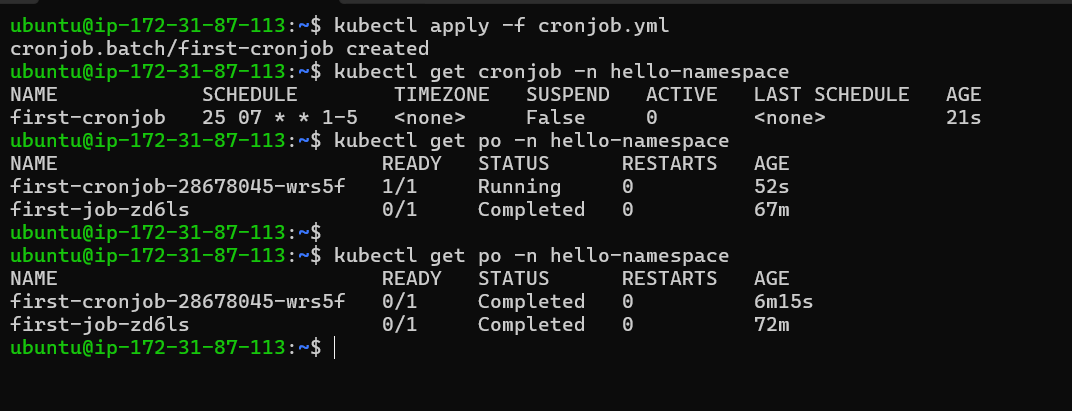 ubuntu@ip-172-31-87-113:~$ kubectl apply -f cronjob.yml
cronjob.batch/first-cronjob created
ubuntu@ip-172-31-87-113:~$ kubectl get cronjob -n hello-namespace
NAME            SCHEDULE        TIMEZONE   SUSPEND   ACTIVE   LAST SCHEDULE   AGE
first-cronjob   25 07 * * 1-5   <none>     False     0        <none>          21s
ubuntu@ip-172-31-87-113:~$ kubectl get po -n hello-namespace
NAME                           READY   STATUS      RESTARTS   AGE
first-cronjob-28678045-wrs5f   1/1     Running     0          52s
first-job-zd6ls                0/1     Completed   0          67m
ubuntu@ip-172-31-87-113:~$
ubuntu@ip-172-31-87-113:~$ kubectl get po -n hello-namespace
NAME                           READY   STATUS      RESTARTS   AGE
first-cronjob-28678045-wrs5f   0/1     Completed   0          6m15s
first-job-zd6ls                0/1     Completed   0          72m
ubuntu@ip-172-31-87-113:~$